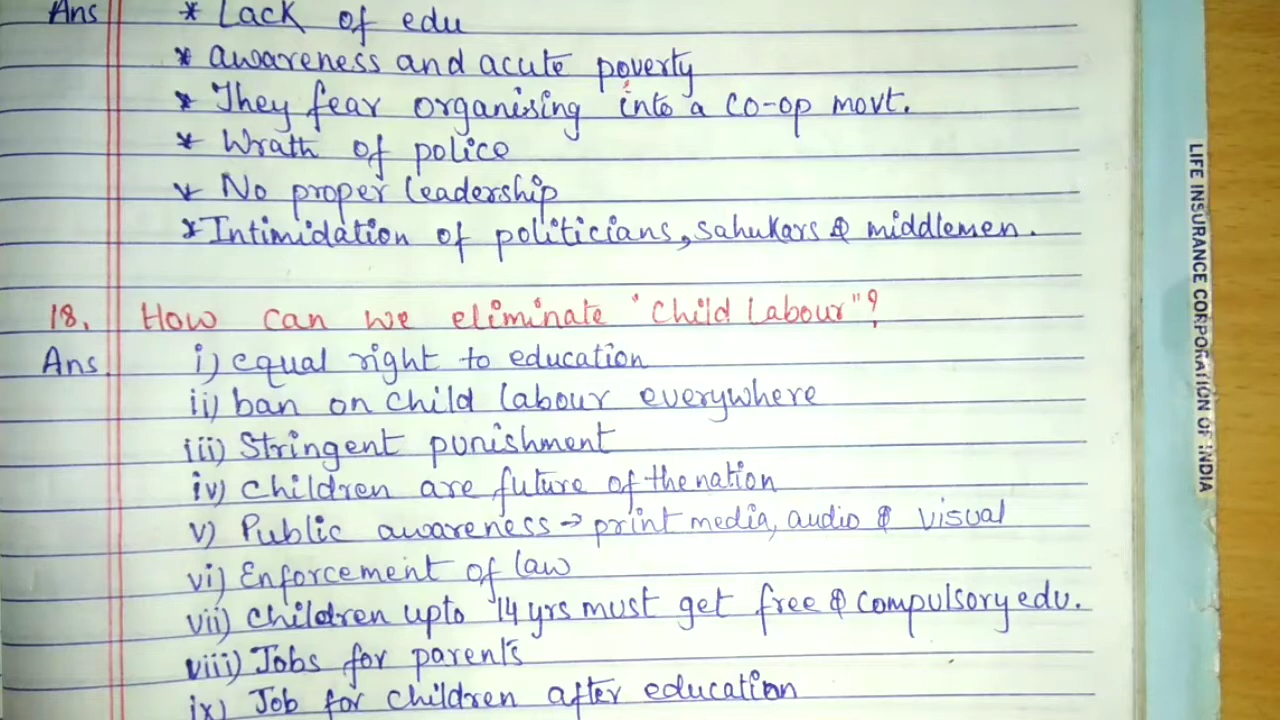 Ans * Lack of edu
* awareness and acute poverty
* They fear organising into a co-op movt.
* Wrath of police
* No proper leadership
* Intimidation of politicians, sahukars & middlemen.
18. How can we eliminate "Child Labour"?
Ans i) equal right to education
ii) ban on child labour everywhere
iii) Stringent punishment
iv) children are future of the nation
v) Public awareness → print media, audio & visual
vi) Enforcement of law
vii) Children upto 14 yrs must get free & compulsory edu.
viii) Jobs for parents
ix) Job for children after education
LIFE INSURANCE CORPORATION OF INDIA